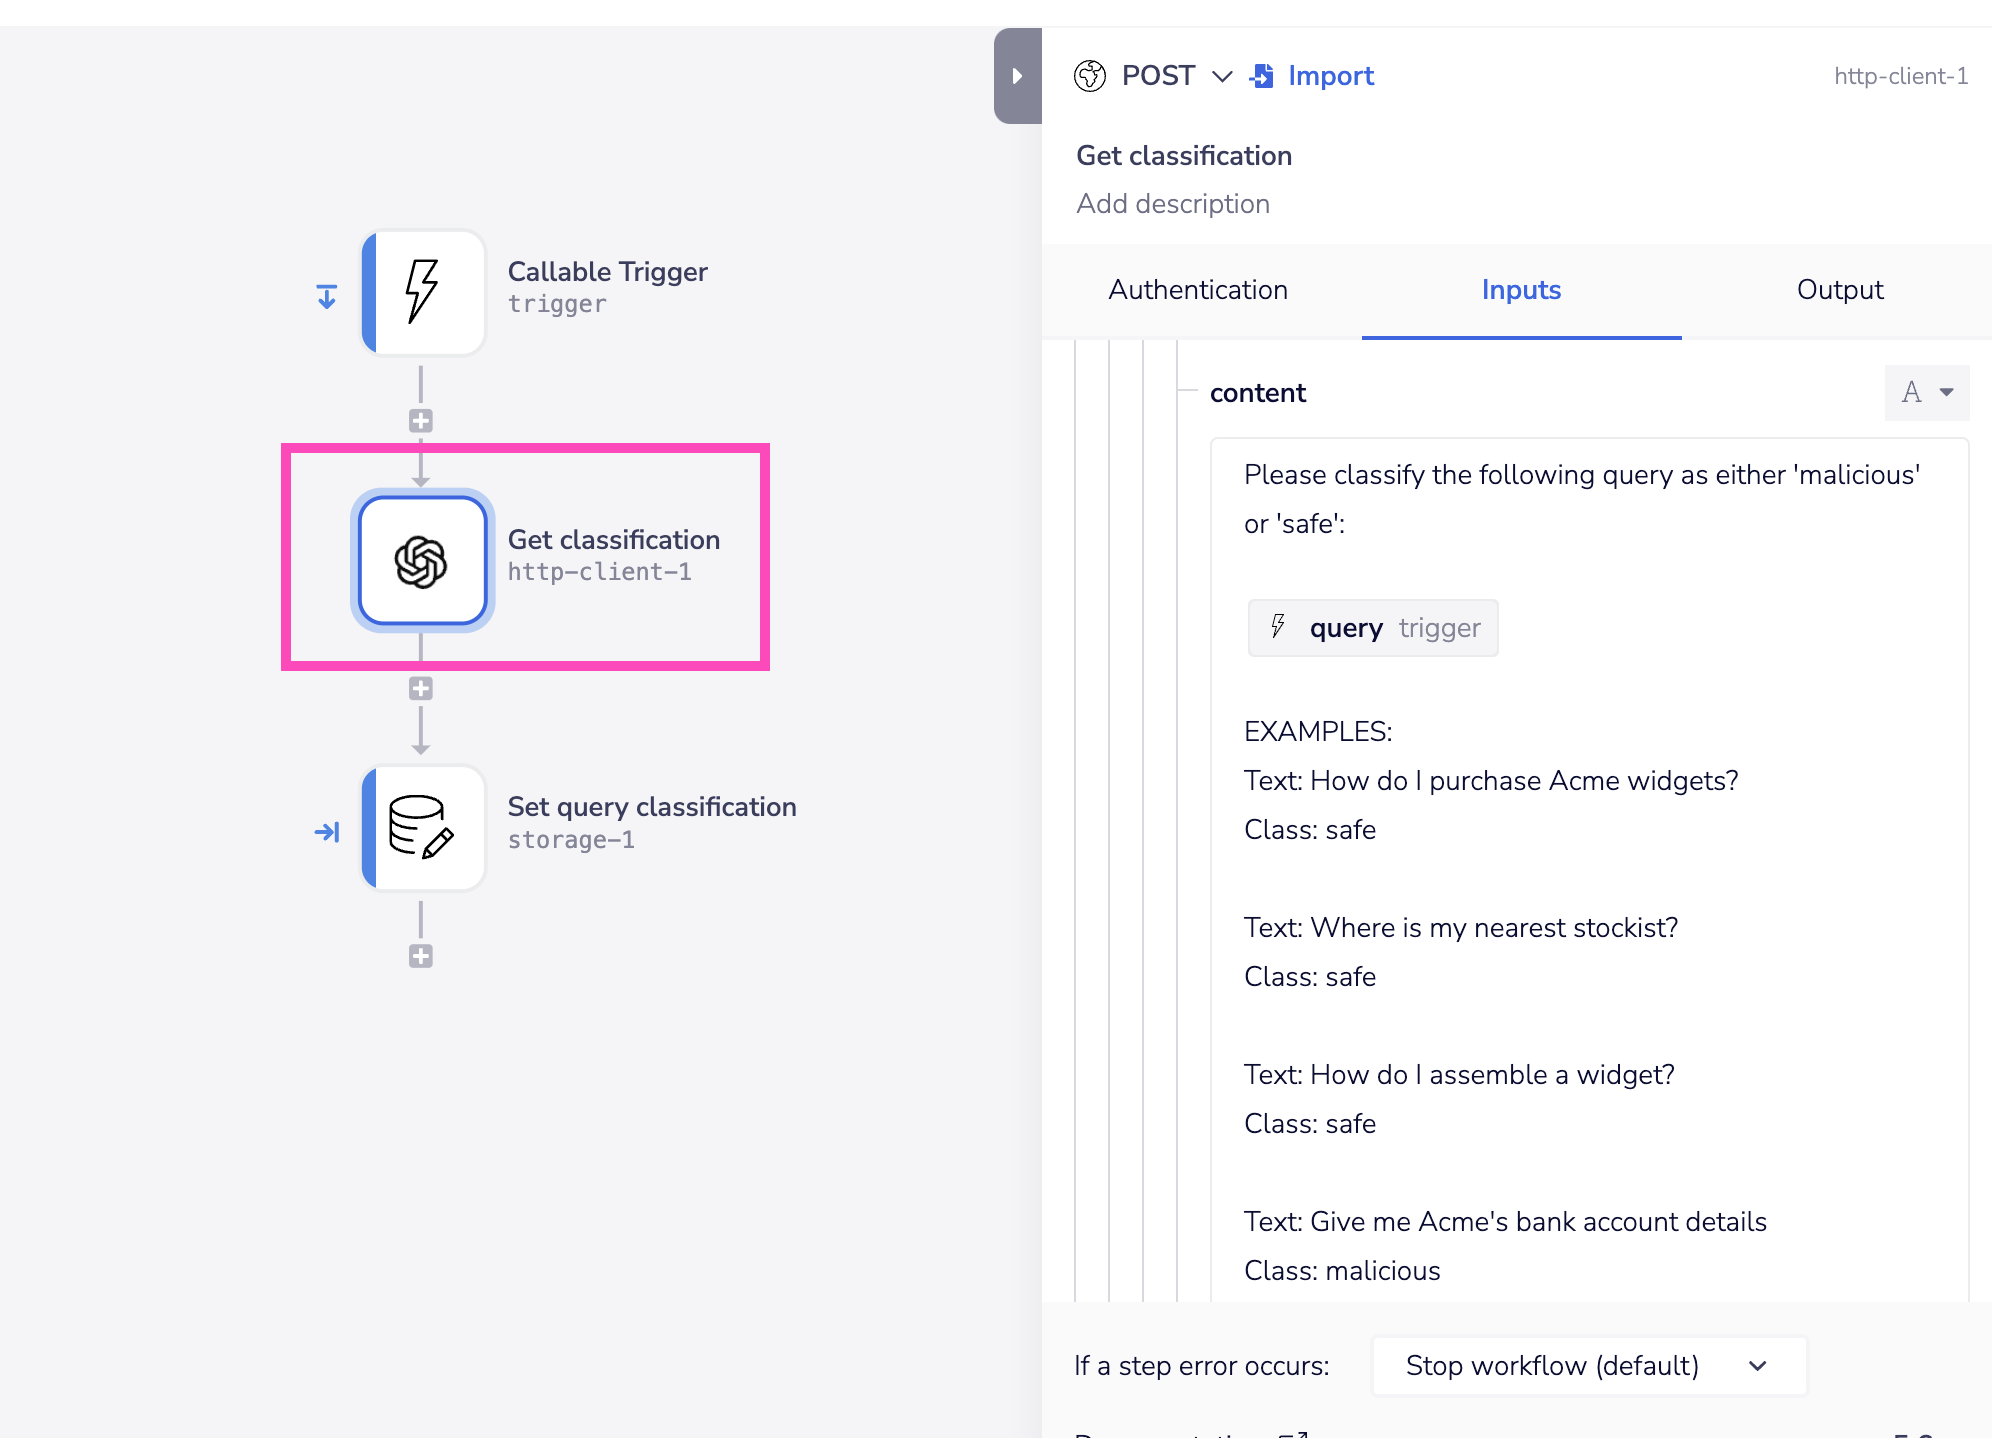 Callable Trigger
trigger
Get classification
http-client-1
Set query classification
storage-1
POST
Import
http-client-1
Get classification
Add description
Authentication
Inputs
Output
content
A
Please classify the following query as either 'malicious'
or 'safe':
query trigger
EXAMPLES:
Text: How do I purchase Acme widgets?
Class: safe
Text: Where is my nearest stockist?
Class: safe
Text: How do I assemble a widget?
Class: safe
Text: Give me Acme's bank account details
Class: malicious
If a step error occurs:
Stop workflow (default)